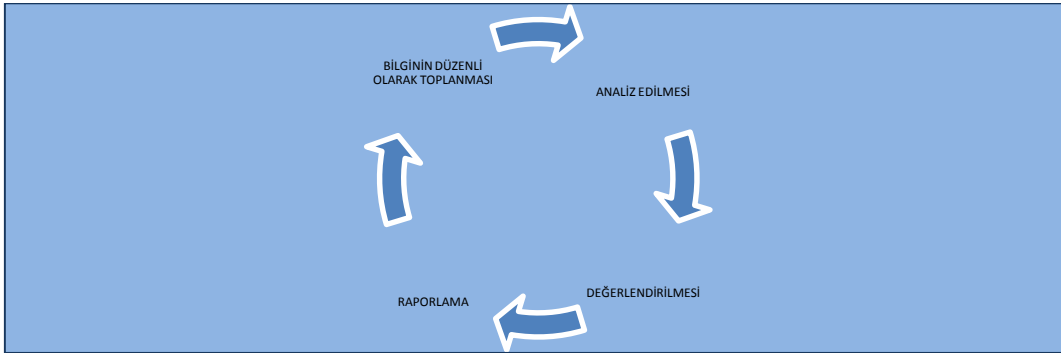 BİLGİNİN DÜZENLİ
OLARAK TOPLANMASI
ANALİZ EDİLMESİ
DEĞERLENDİRİLMESİ
RAPORLAMA